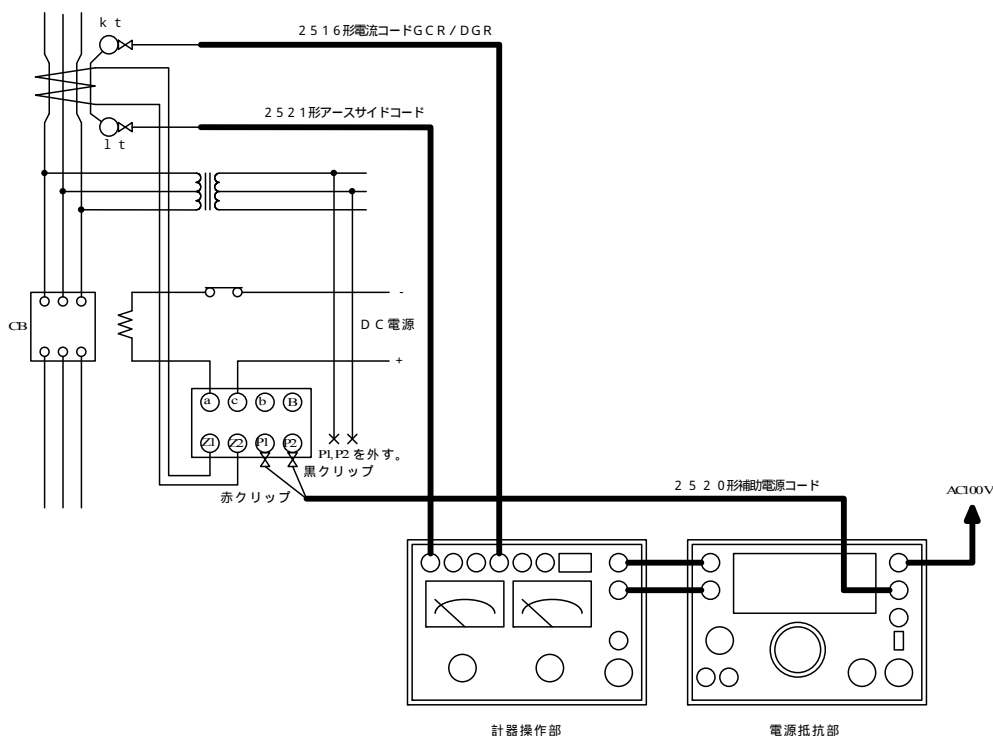 k t
2516形電流コードGCR/DGR
2521形アースサイドコード
l t
-
CB
DC電源
+
a c b B
Z1 Z2 P1 P2
P1,P2を外す。
黒クリップ
赤クリップ
2520形補助電源コード
AC100V
計器操作部
電源抵抗部